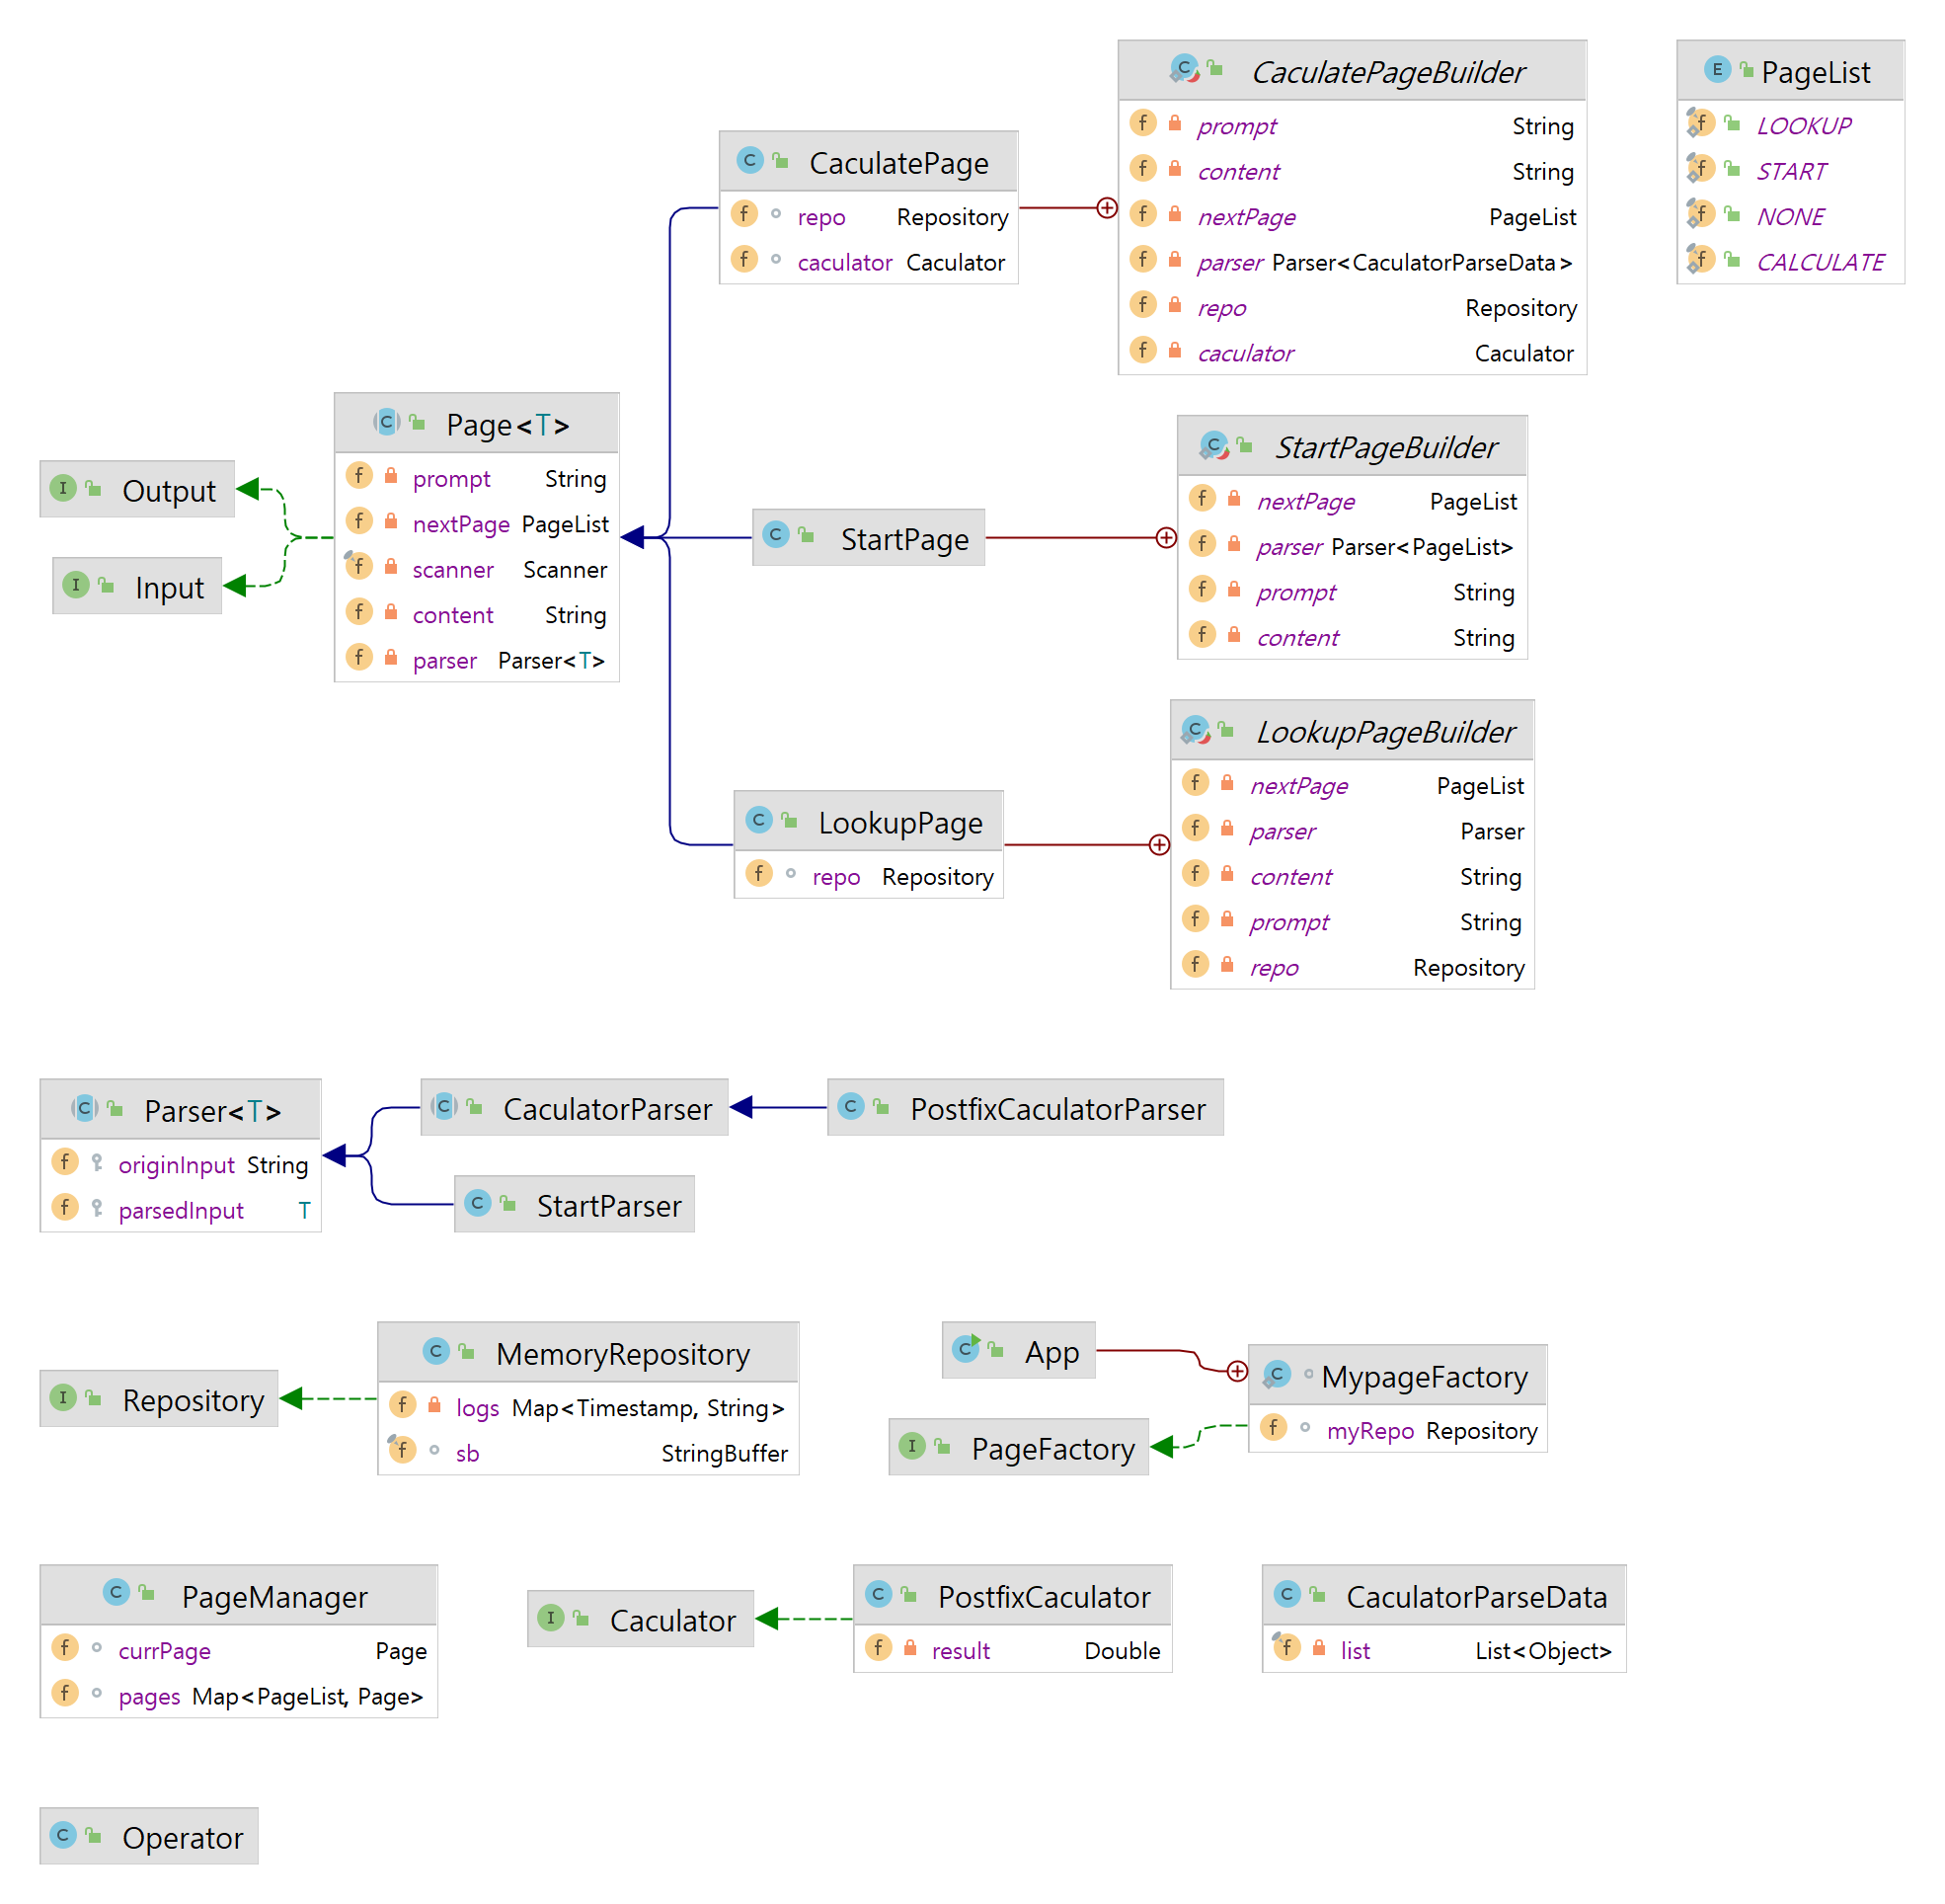 CaculatePageBuilder
prompt String
content String
nextPage PageList
parser Parser<CaculatorParseData>
repo Repository
caculator Caculator
PageList
LOOKUP
START
NONE
CALCULATE
CaculatePage
repo Repository
caculator Caculator
Page<T>
prompt String
nextPage PageList
scanner Scanner
content String
parser Parser<T>
Output
Input
StartPage
StartPageBuilder
nextPage PageList
parser Parser<PageList>
prompt String
content String
LookupPage
repo Repository
LookupPageBuilder
nextPage PageList
parser Parser
content String
prompt String
repo Repository
Parser<T>
originInput String
parsedInput T
CaculatorParser
PostfixCaculatorParser
StartParser
Repository
MemoryRepository
logs Map<Timestamp, String>
sb StringBuffer
App
MypageFactory
myRepo Repository
PageFactory
PageManager
currPage Page
pages Map<PageList, Page>
Caculator
PostfixCaculator
result Double
CaculatorParseData
list List<Object>
Operator